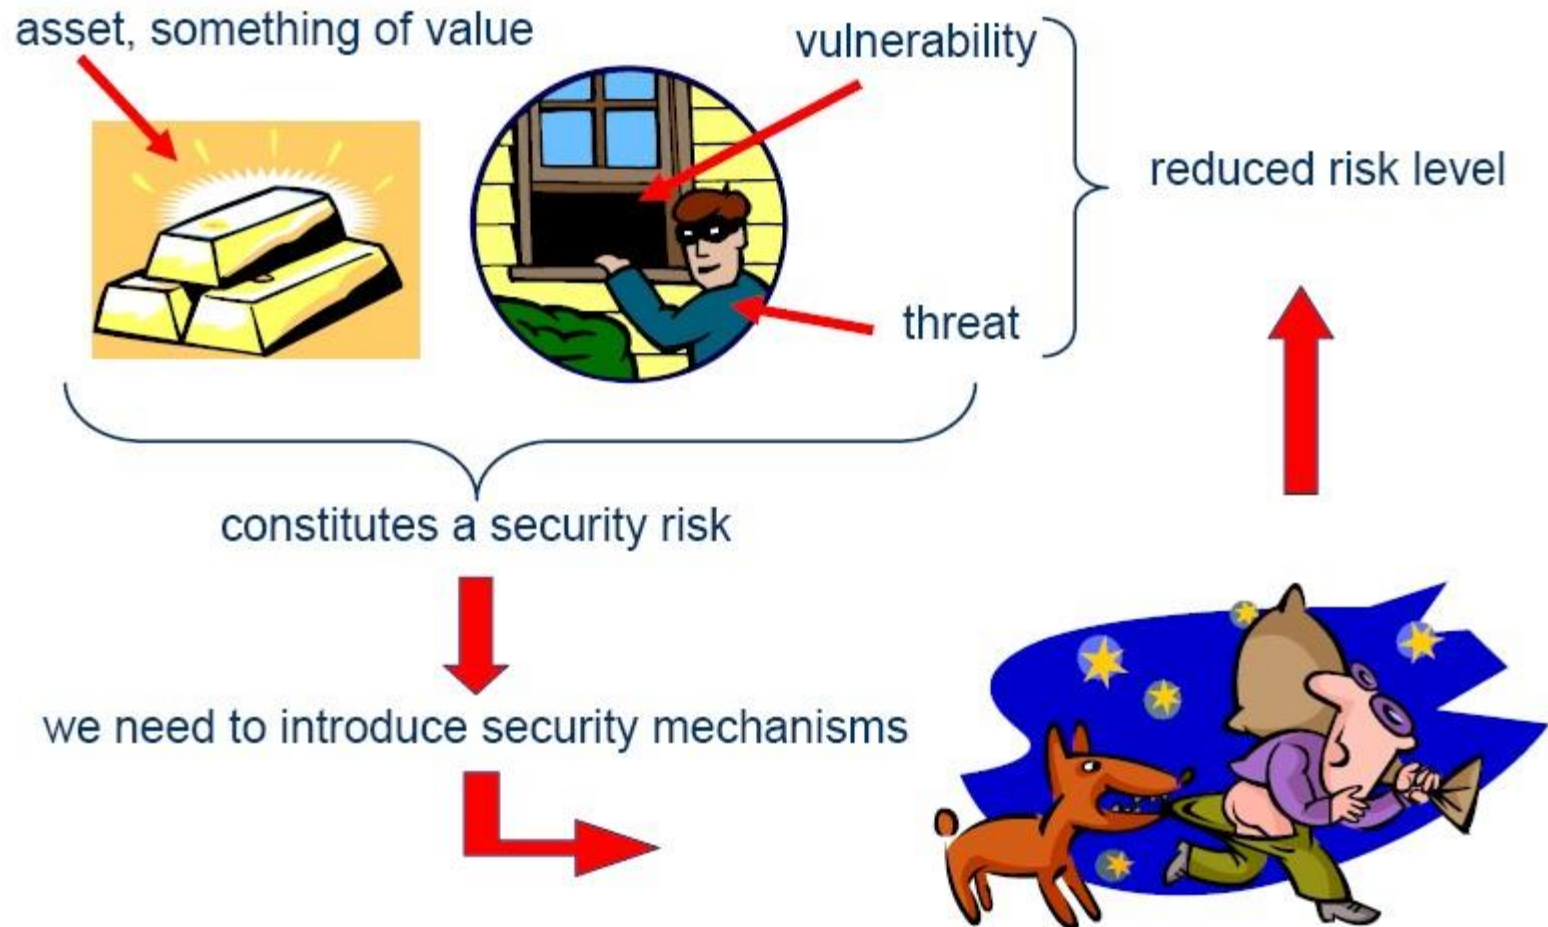 asset, something of value
vulnerability
reduced risk level
threat
constitutes a security risk
we need to introduce security mechanisms